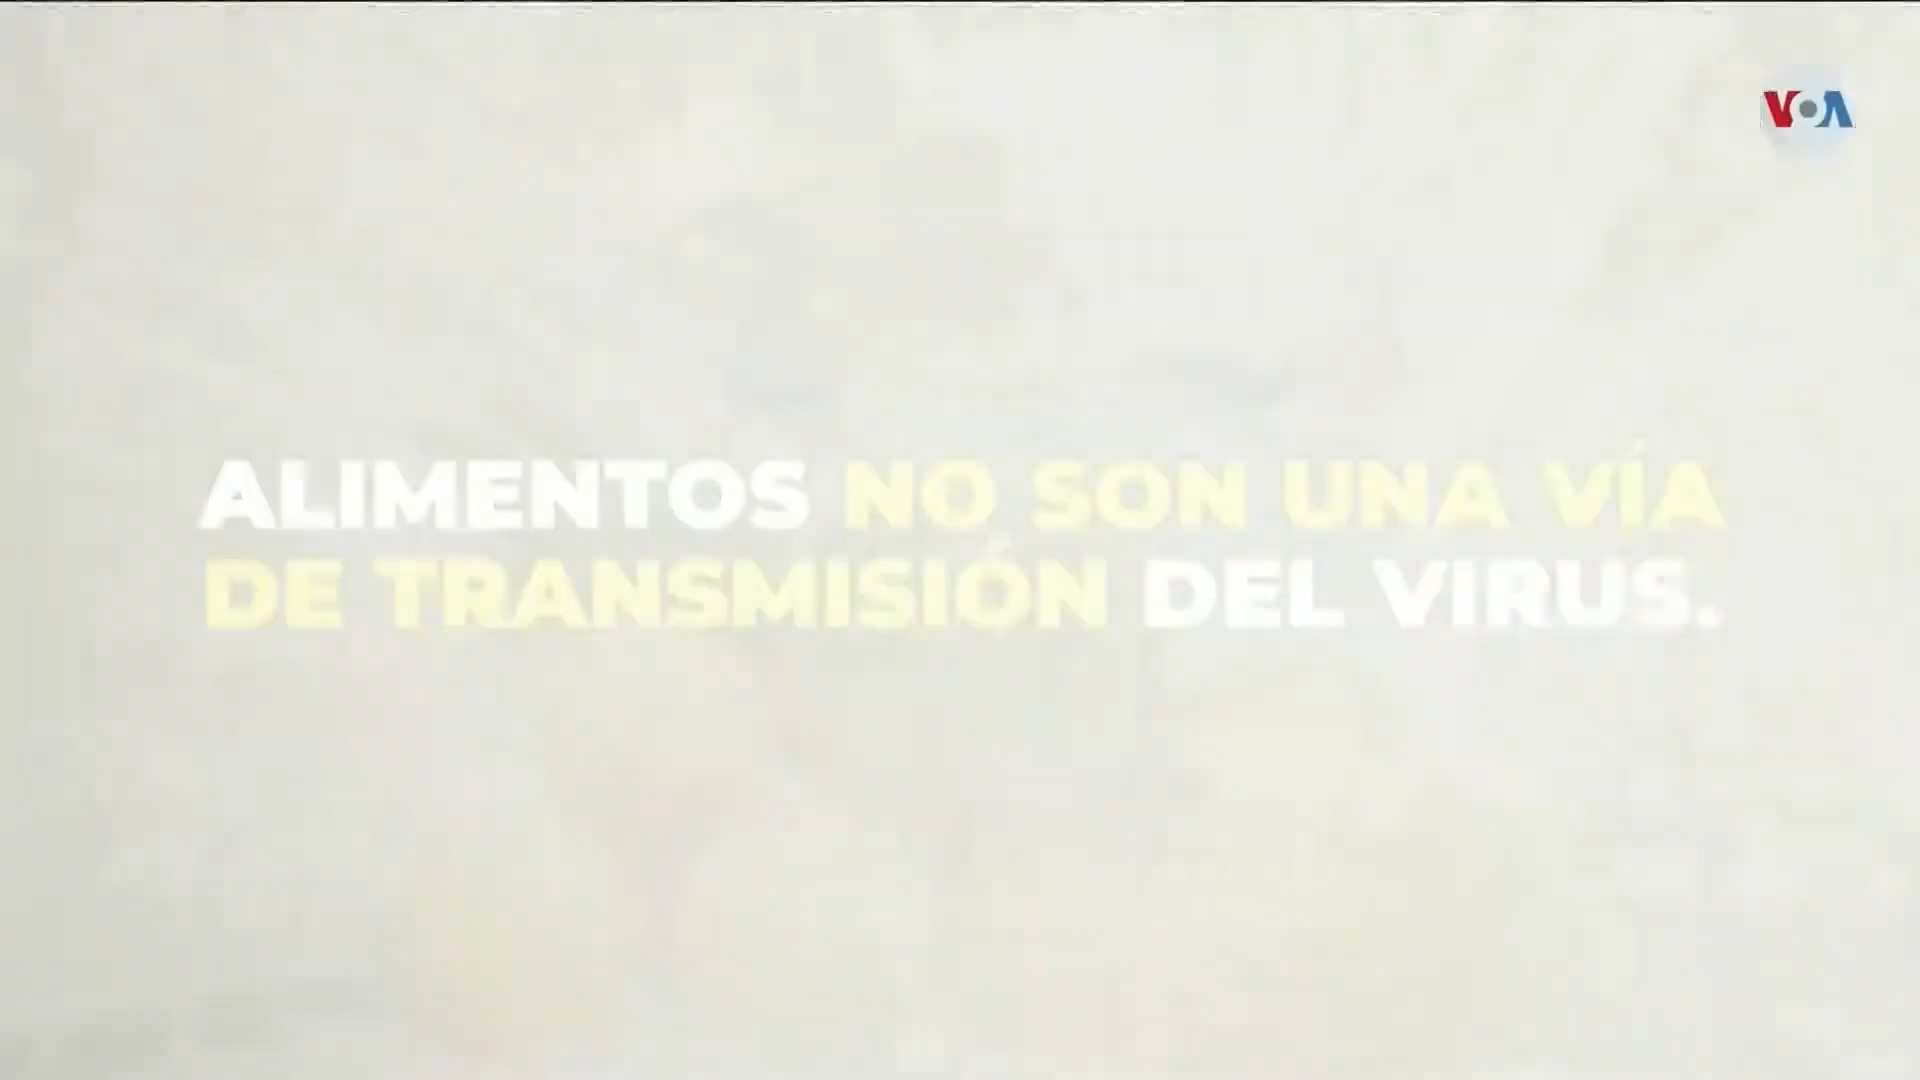 VOA
ALIMENTOS NO SON UNA VÍA
DE TRANSMISIÓN DEL VIRUS.